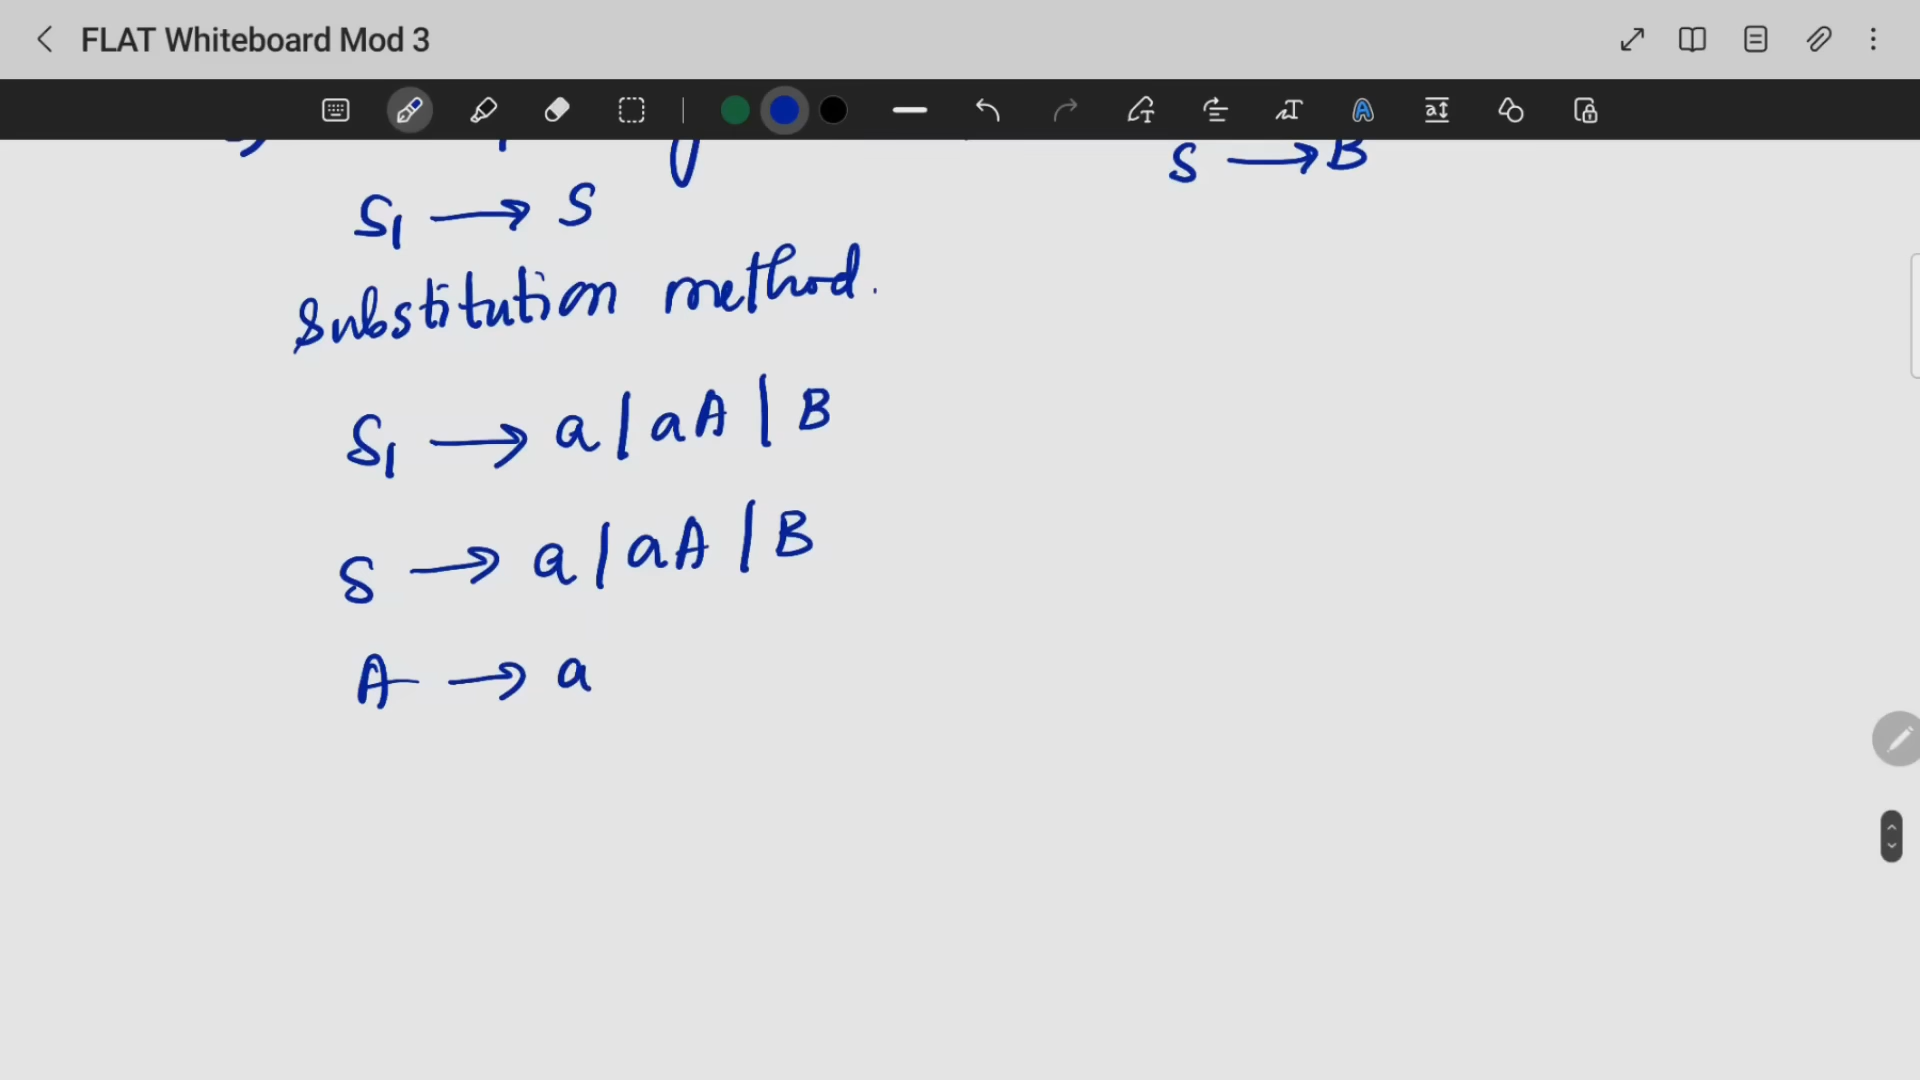 FLAT Whiteboard Mod 3
S → B
S₁ → S
Substitution method.
S₁ → a | aA | B
S → a | aA | B
A → a